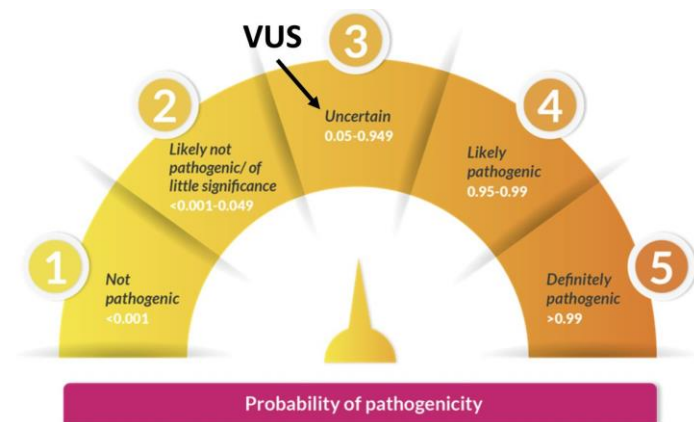 VUS
1
Not
pathogenic
<0.001
2
Likely not
pathogenic/ of
little significance
<0.001-0.049
3
Uncertain
0.05-0.949
4
Likely
pathogenic
0.95-0.99
5
Definitely
pathogenic
>0.99
Probability of pathogenicity